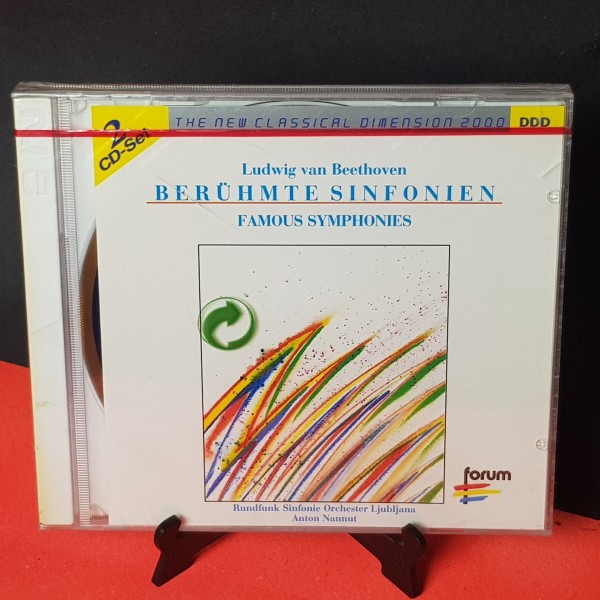 2
CD-Set
THE NEW CLASSICAL DIMENSION 2000 DDD
Ludwig van Beethoven
BERÜHMTE SINFONIEN
FAMOUS SYMPHONIES
forum
Rundfunk Sinfonie Orchester Ljubljana
Anton Nannut